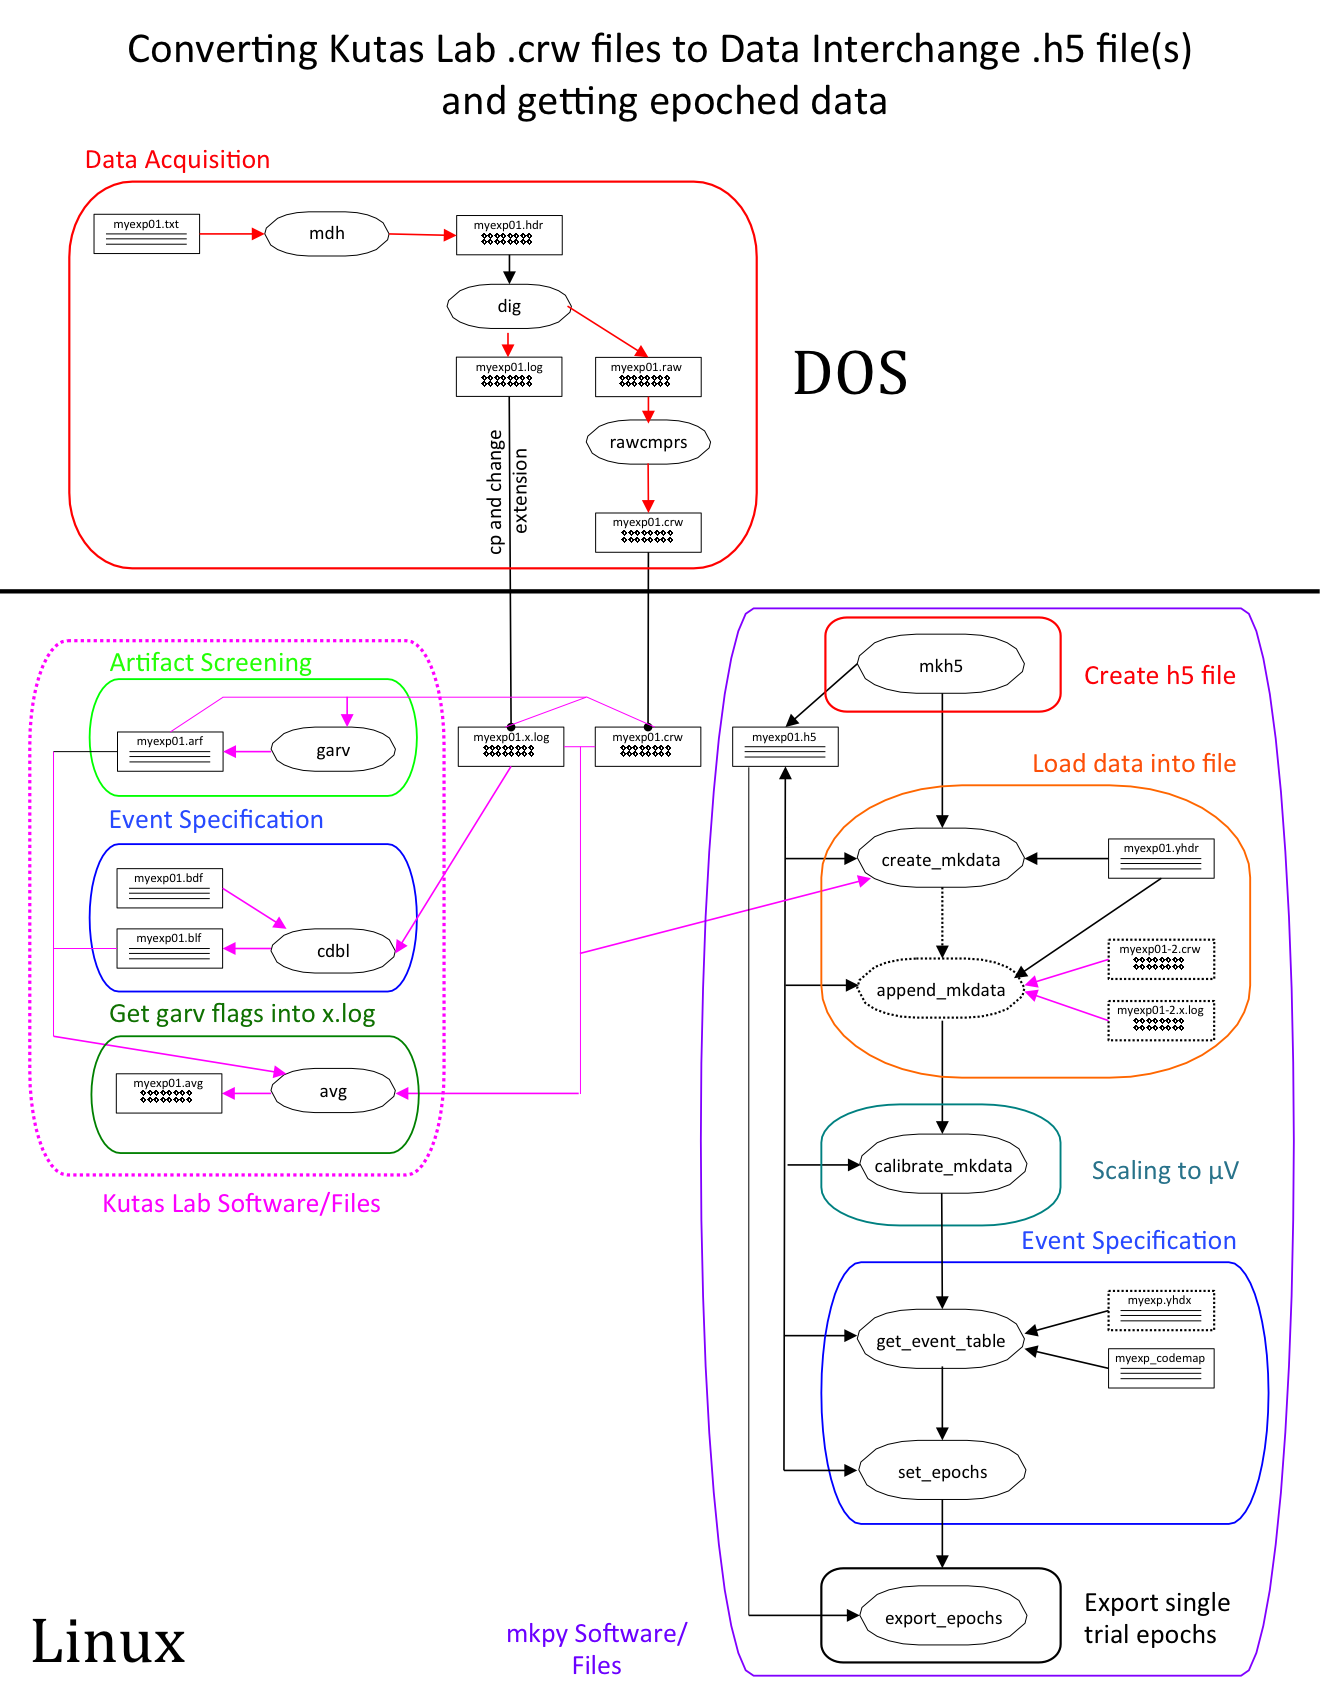 Converting Kutas Lab .crw files to Data Interchange .h5 file(s)
and getting epoched data
Data Acquisition
myexp01.txt
mdh
myexp01.hdr
dig
myexp01.log
myexp01.raw
DOS
rawcmprs
cp and change
extension
myexp01.crw
Artifact Screening
myexp01.arf
garv
myexp01.x.log
myexp01.crw
Event Specification
myexp01.bdf
myexp01.blf
cdbl
Get garv flags into x.log
myexp01.avg
avg
Kutas Lab Software/Files
mkh5
Create h5 file
myexp01.h5
Load data into file
create_mkdata
myexp01.yhdr
myexp01-2.crw
append_mkdata
myexp01-2.x.log
calibrate_mkdata
Scaling to µV
Event Specification
myexp.yhdx
get_event_table
myexp_codemap
set_epochs
export_epochs
Export single
trial epochs
Linux
mkpy Software/
Files